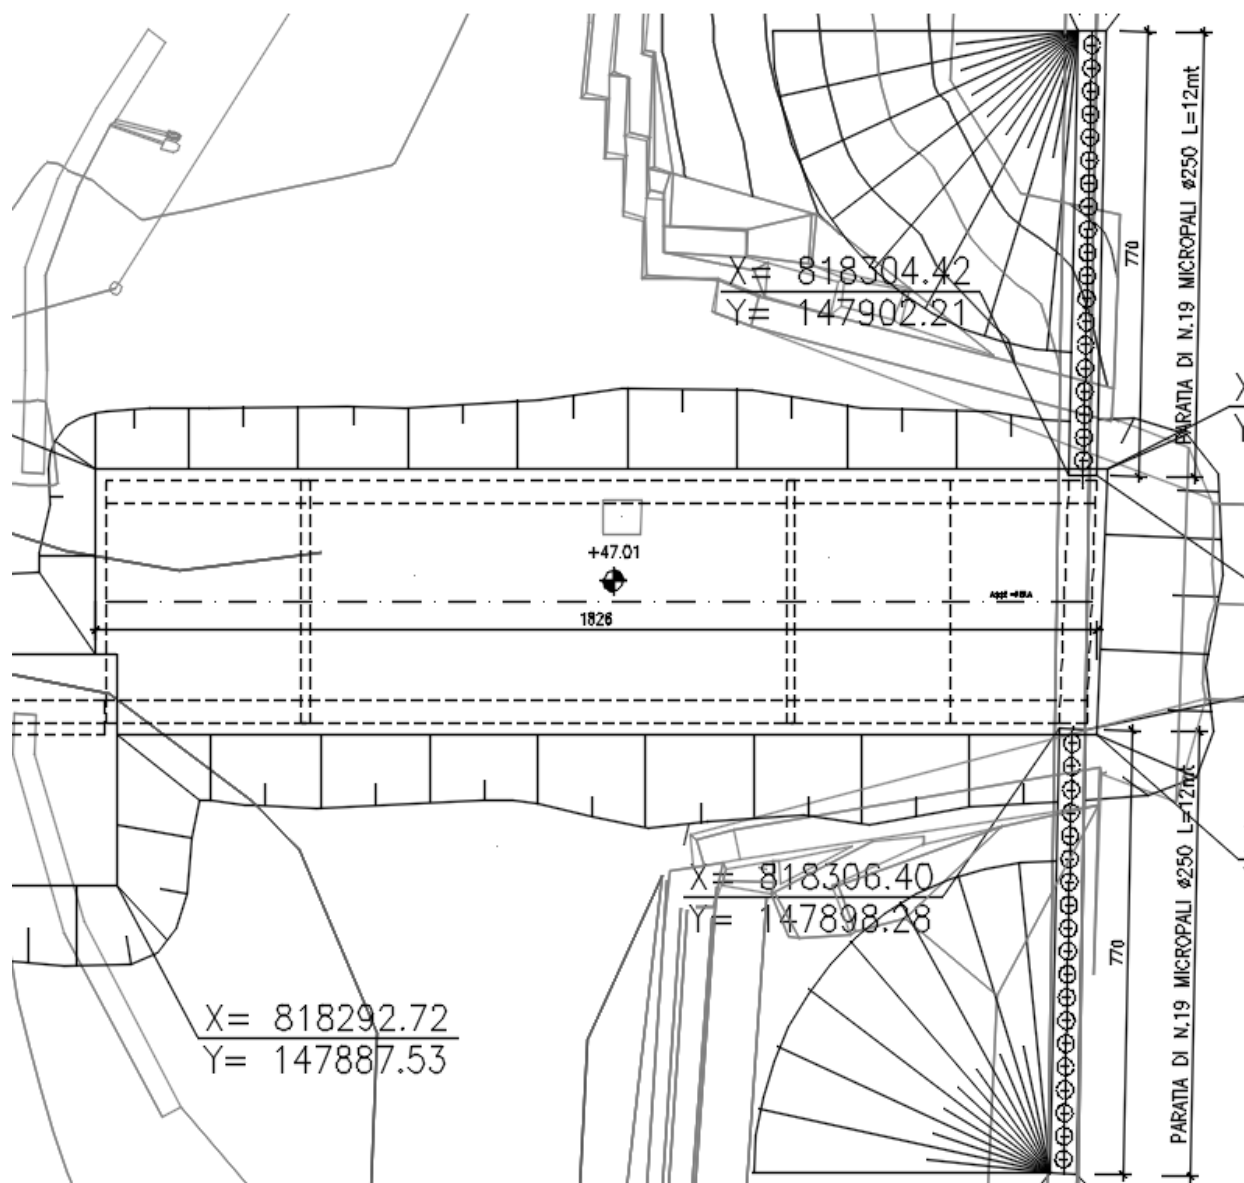 X= 818304.42
Y= 147902.21
770
PARATIA DI N.19 MICROPALI ø250 L=12mt
X
Y
+47.01
1826
X= 818306.40
Y= 147898.28
770
PARATIA DI N.19 MICROPALI ø250 L=12mt
X= 818292.72
Y= 147887.53